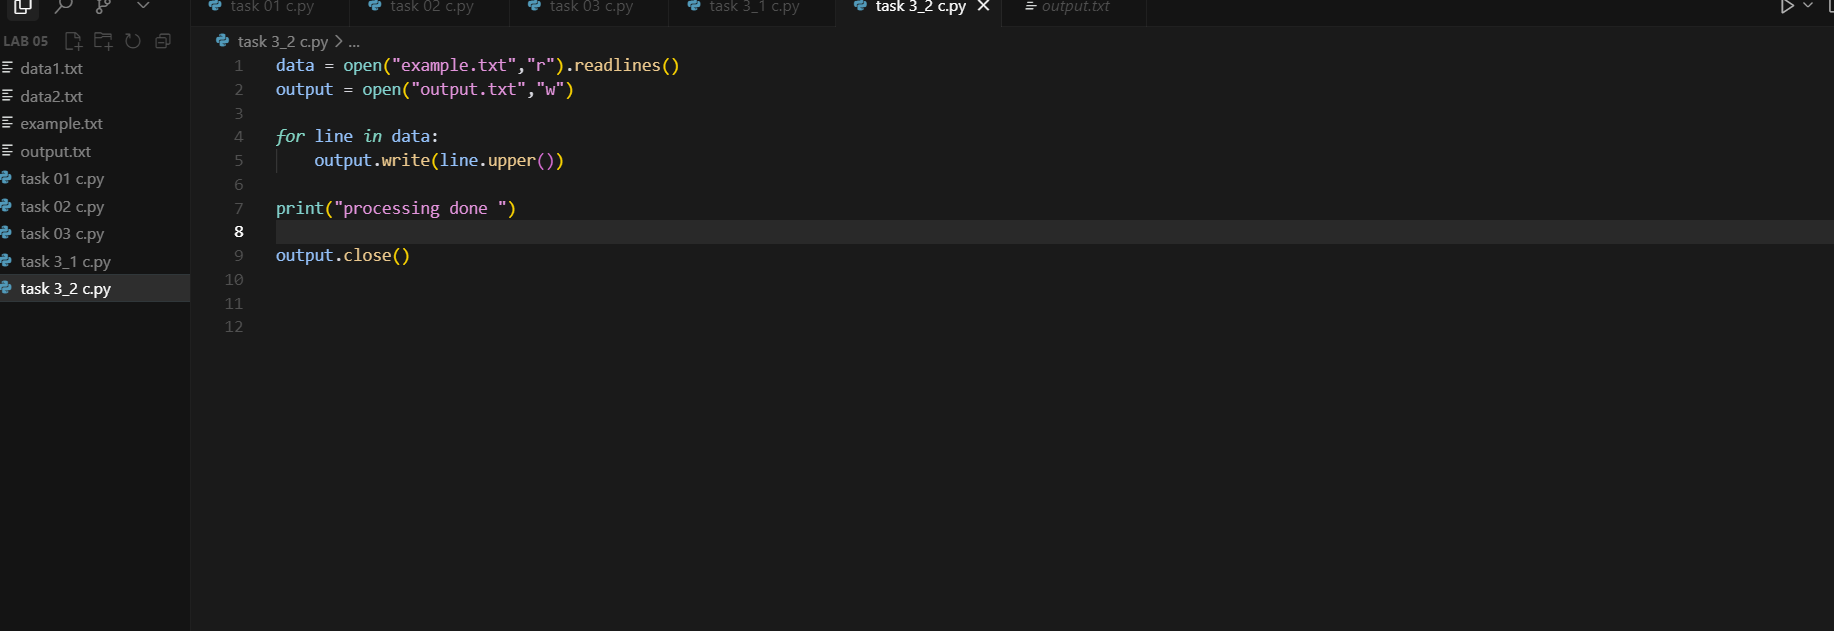 task 01 c.py
task 02 c.py
task 03 c.py
task 3_1 c.py
task 3_2 c.py
output.txt
LAB 05
data1.txt
data2.txt
example.txt
output.txt
task 01 c.py
task 02 c.py
task 03 c.py
task 3_1 c.py
task 3_2 c.py
task 3_2 c.py > ...
1 data = open("example.txt","r").readlines()
2 output = open("output.txt","w")
3
4 for line in data:
5     output.write(line.upper())
6
7 print("processing done ")
8
9 output.close()
10
11
12